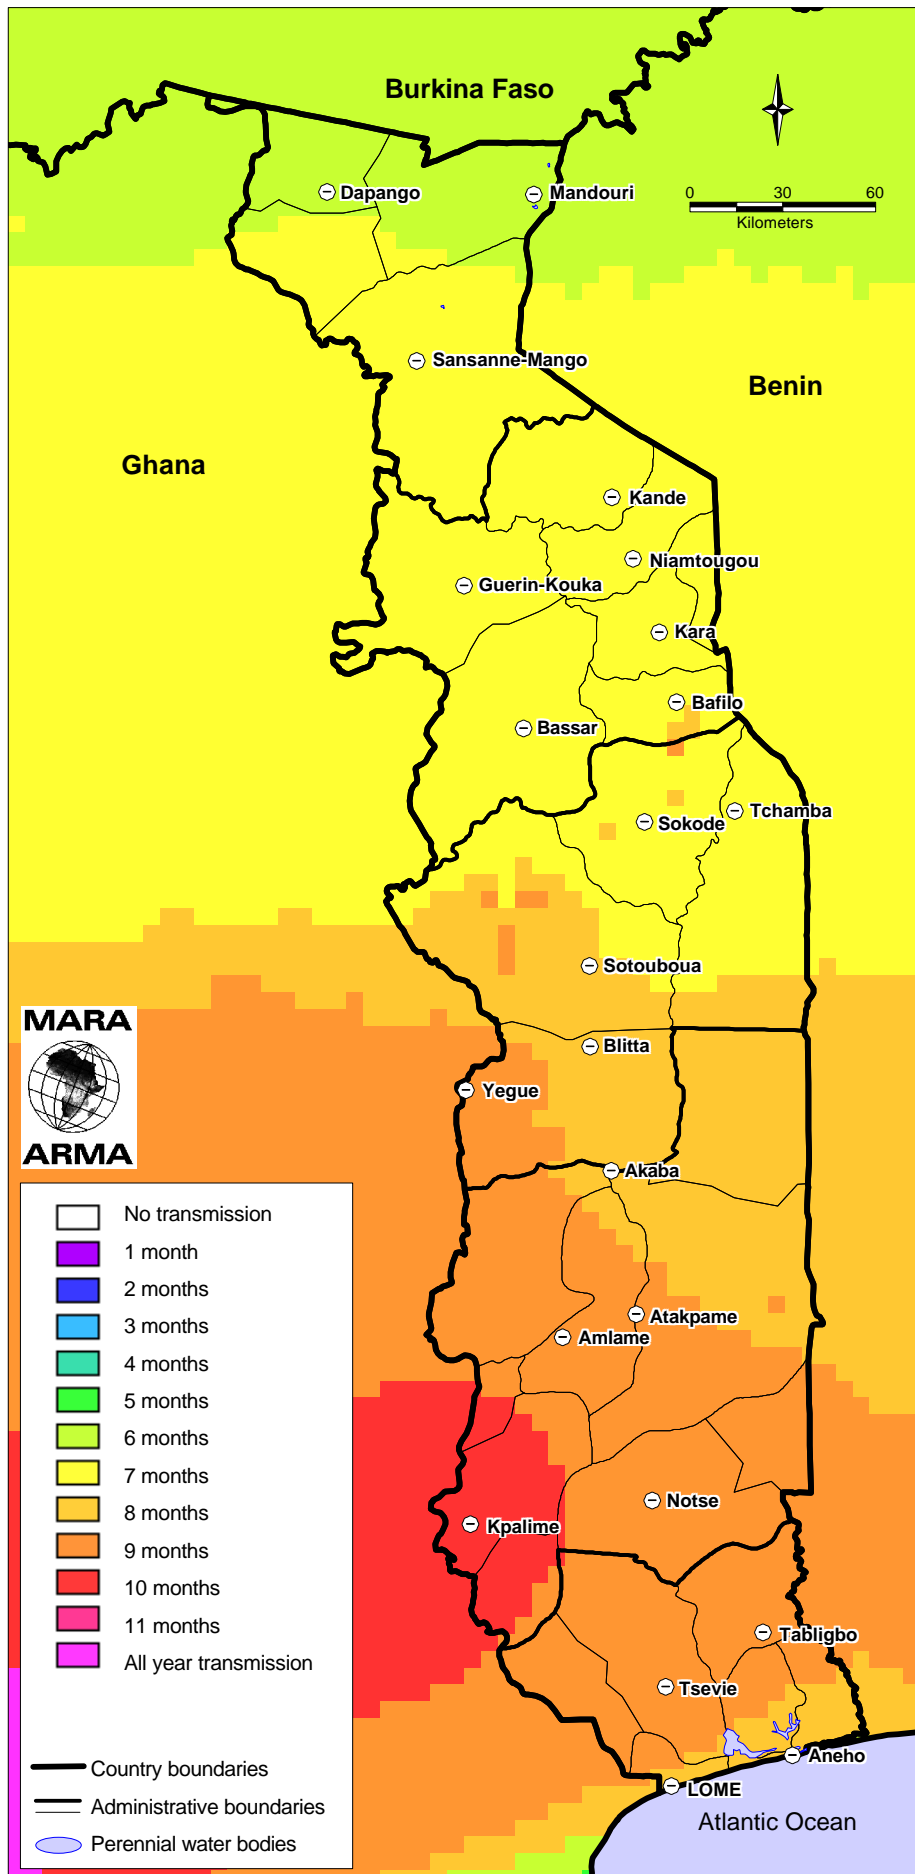 Burkina Faso
Dapango
Mandouri
0 30 60
Kilometers
Sansanne-Mango
Benin
Ghana
Kande
Niamtougou
Guerin-Kouka
Kara
Bafilo
Bassar
Tchamba
Sokode
Sotouboua
MARA
ARMA
Blitta
Yegue
Akaba
Atakpame
Amlame
Notse
Kpalime
Tabligbo
Tsevie
Aneho
LOME
Atlantic Ocean
No transmission
1 month
2 months
3 months
4 months
5 months
6 months
7 months
8 months
9 months
10 months
11 months
All year transmission
Country boundaries
Administrative boundaries
Perennial water bodies